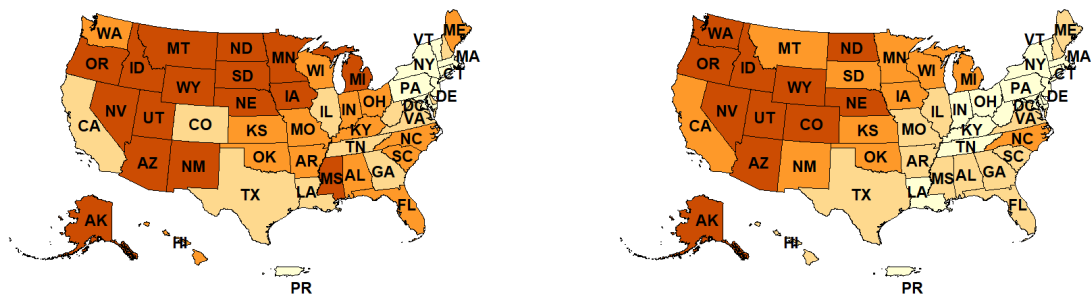 WA
MT
ND
MN
ME
VT
OR
ID
SD
WI
MI
NY
MA
CT
WY
IA
PA
NE
NV
UT
CO
IL
IN
OH
DC
DE
VA
CA
KS
MO
KY
NC
TN
AZ
NM
OK
AR
SC
MS
AL
GA
TX
LA
FL
AK
HI
PR
WA
MT
ND
MN
ME
VT
OR
ID
SD
WI
MI
NY
MA
CT
WY
IA
PA
NE
NV
UT
CO
IL
IN
OH
DC
DE
VA
CA
KS
MO
KY
NC
TN
AZ
NM
OK
AR
SC
MS
AL
GA
TX
LA
FL
AK
HI
PR